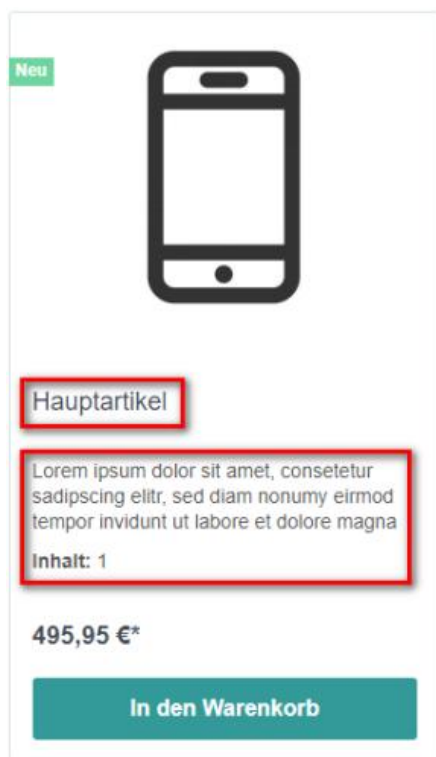 Neu
Hauptartikel
Lorem ipsum dolor sit amet, consetetur
sadipscing elitr, sed diam nonumy eirmod
tempor invidunt ut labore et dolore magna
Inhalt: 1
495,95 €*
In den Warenkorb